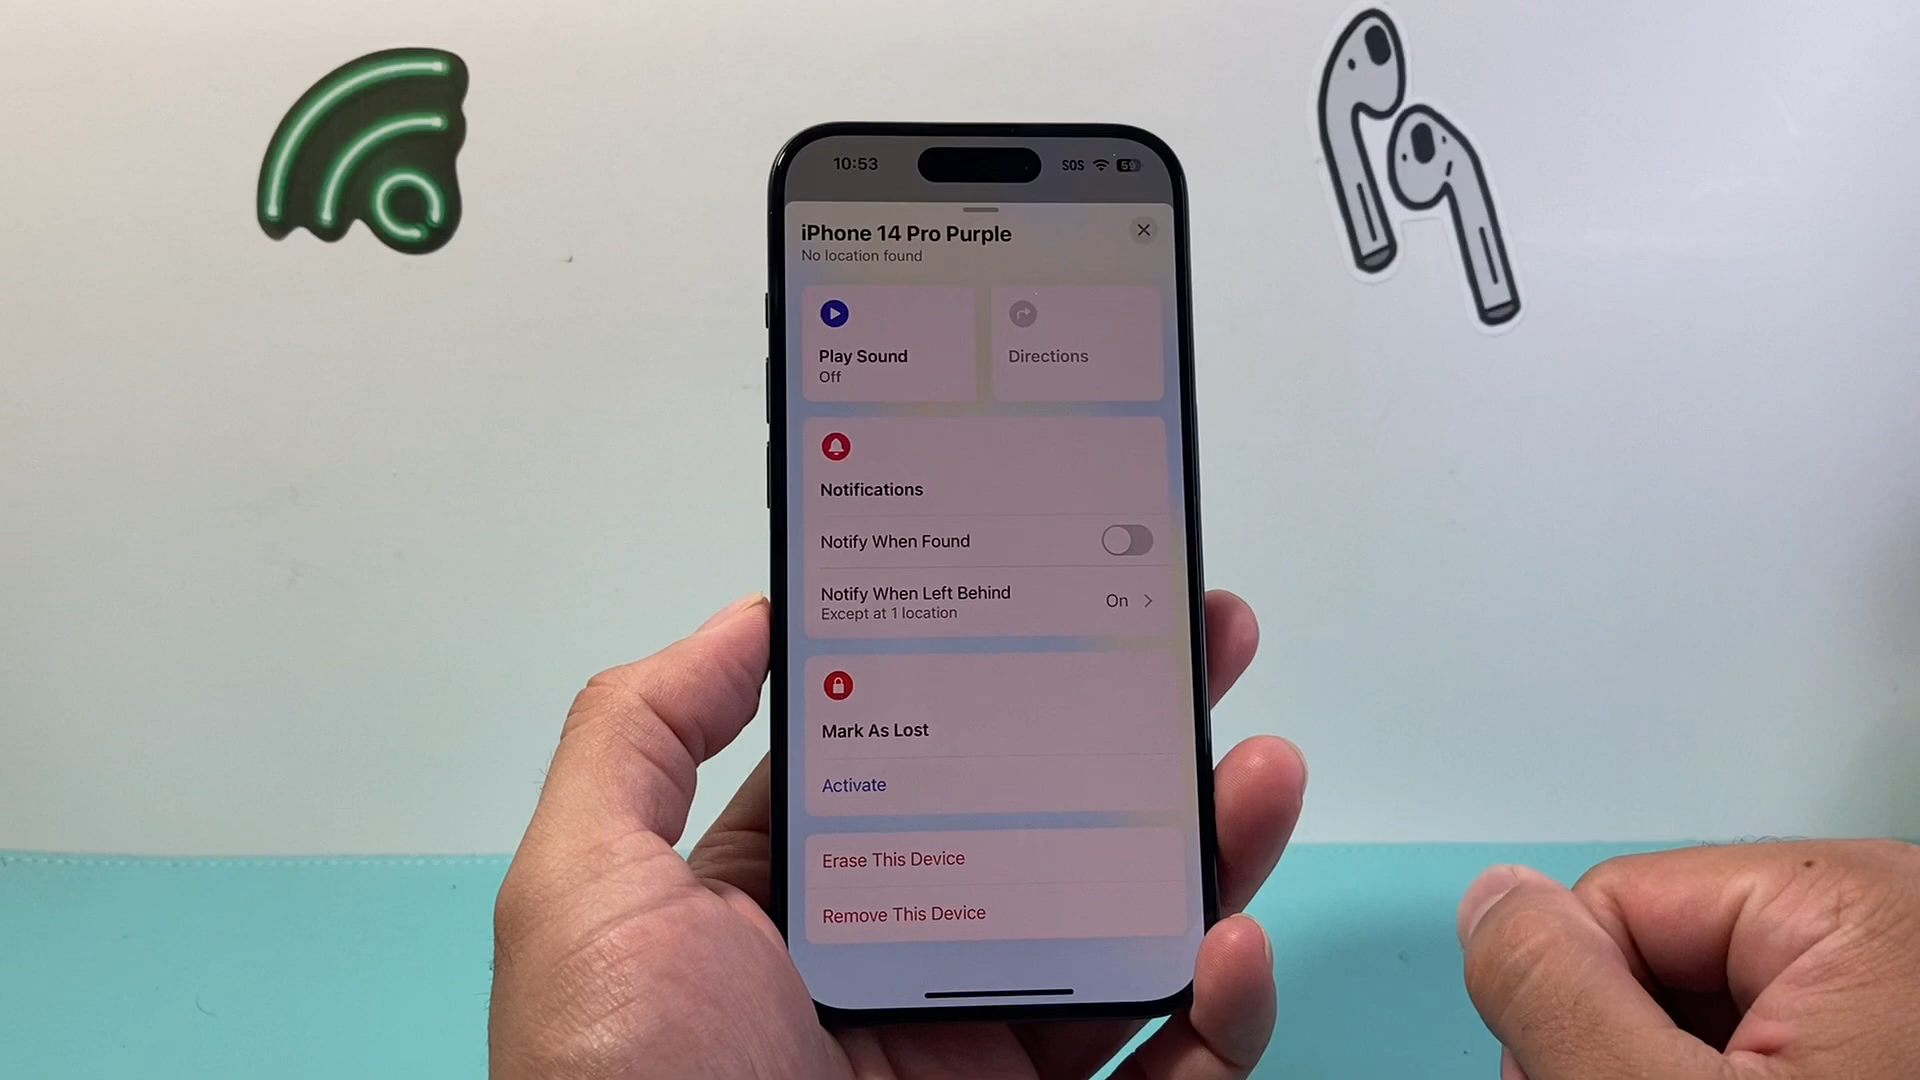 10:53
SOS
59
iPhone 14 Pro Purple
No location found
Play Sound
Off
Directions
Notifications
Notify When Found
Notify When Left Behind
Except at 1 location
On
Mark As Lost
Activate
Erase This Device
Remove This Device